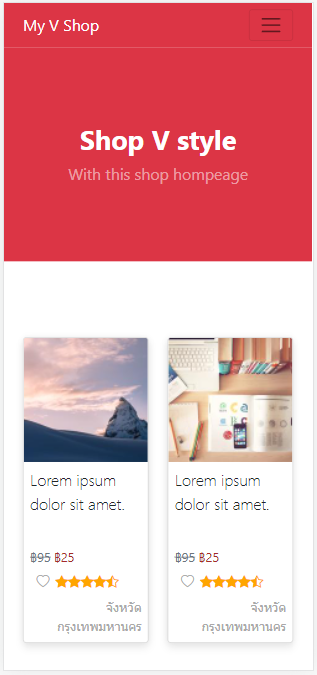 My V Shop
Shop V style
With this shop hompeage
Lorem ipsum
dolor sit amet.
฿95 ฿25
จังหวัด
กรุงเทพมหานคร
Lorem ipsum
dolor sit amet.
฿95 ฿25
จังหวัด
กรุงเทพมหานคร